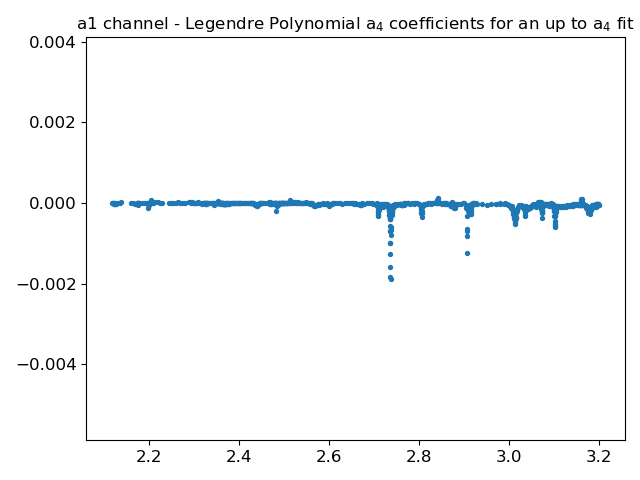 a1 channel - Legendre Polynomial a₄ coefficients for an up to a₄ fit
0.004
0.002
0.000
−0.002
−0.004
2.2 2.4 2.6 2.8 3.0 3.2